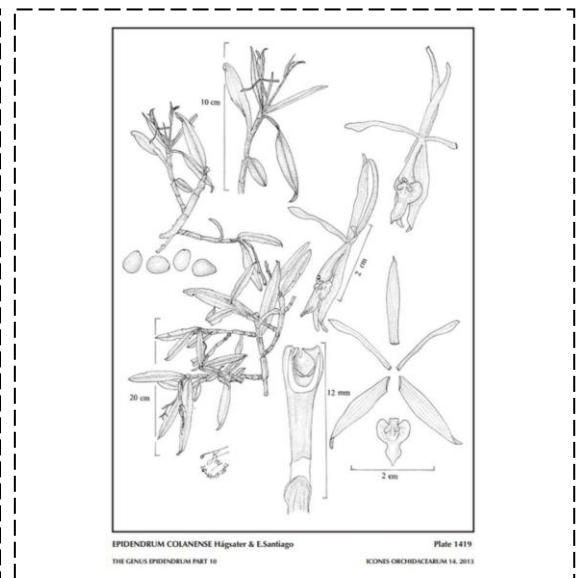 10 cm
2 cm
20 cm
12 mm
2 cm
EPIDENDRUM COLANENSE Hágsater & E.Santiago Plate 1419
THE GENUS EPIDENDRUM PART 10 ICONES ORCHIDACEARUM 14. 2013